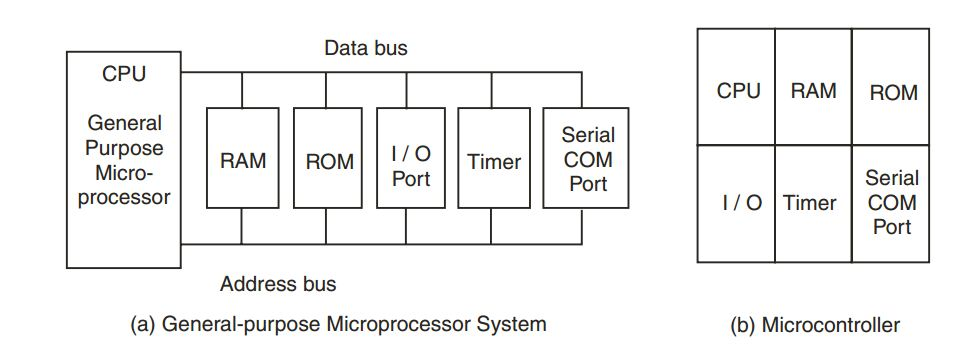 Data bus
CPU
General
Purpose
Micro-
processor
RAM
ROM
I / O
Port
Timer
Serial
COM
Port
Address bus
(a) General-purpose Microprocessor System
CPU
RAM
ROM
I / O
Timer
Serial
COM
Port
(b) Microcontroller